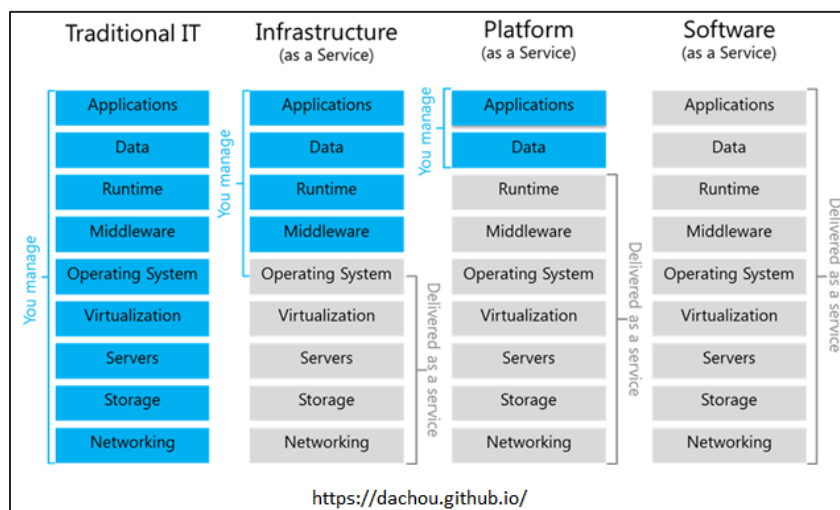 Traditional IT
You manage
Applications
Data
Runtime
Middleware
Operating System
Virtualization
Servers
Storage
Networking
Infrastructure
(as a Service)
You manage
Applications
Data
Runtime
Middleware
Operating System
Virtualization
Servers
Storage
Networking
Delivered as a service
Platform
(as a Service)
You manage
Applications
Data
Runtime
Middleware
Operating System
Virtualization
Servers
Storage
Networking
Delivered as a service
Software
(as a Service)
Applications
Data
Runtime
Middleware
Operating System
Virtualization
Servers
Storage
Networking
Delivered as a service
https://dachou.github.io/